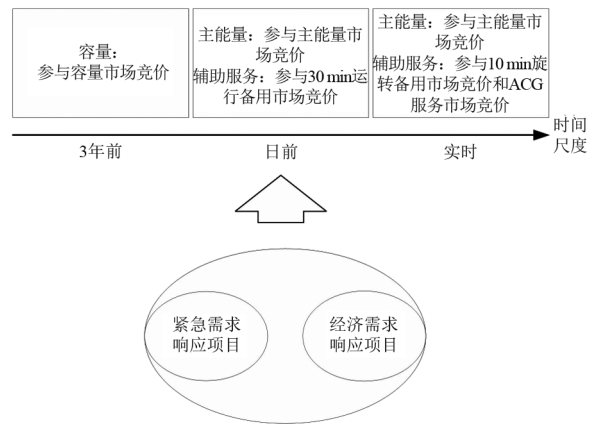 容量：
参与容量市场竞价
主能量：参与主能量市
场竞价
辅助服务：参与30 min运
行备用市场竞价
主能量：参与主能量市
场竞价
辅助服务：参与10 min旋
转备用市场竞价和ACG
服务市场竞价
3年前
日前
实时
时间
尺度
紧急需求
响应项目
经济需求
响应项目